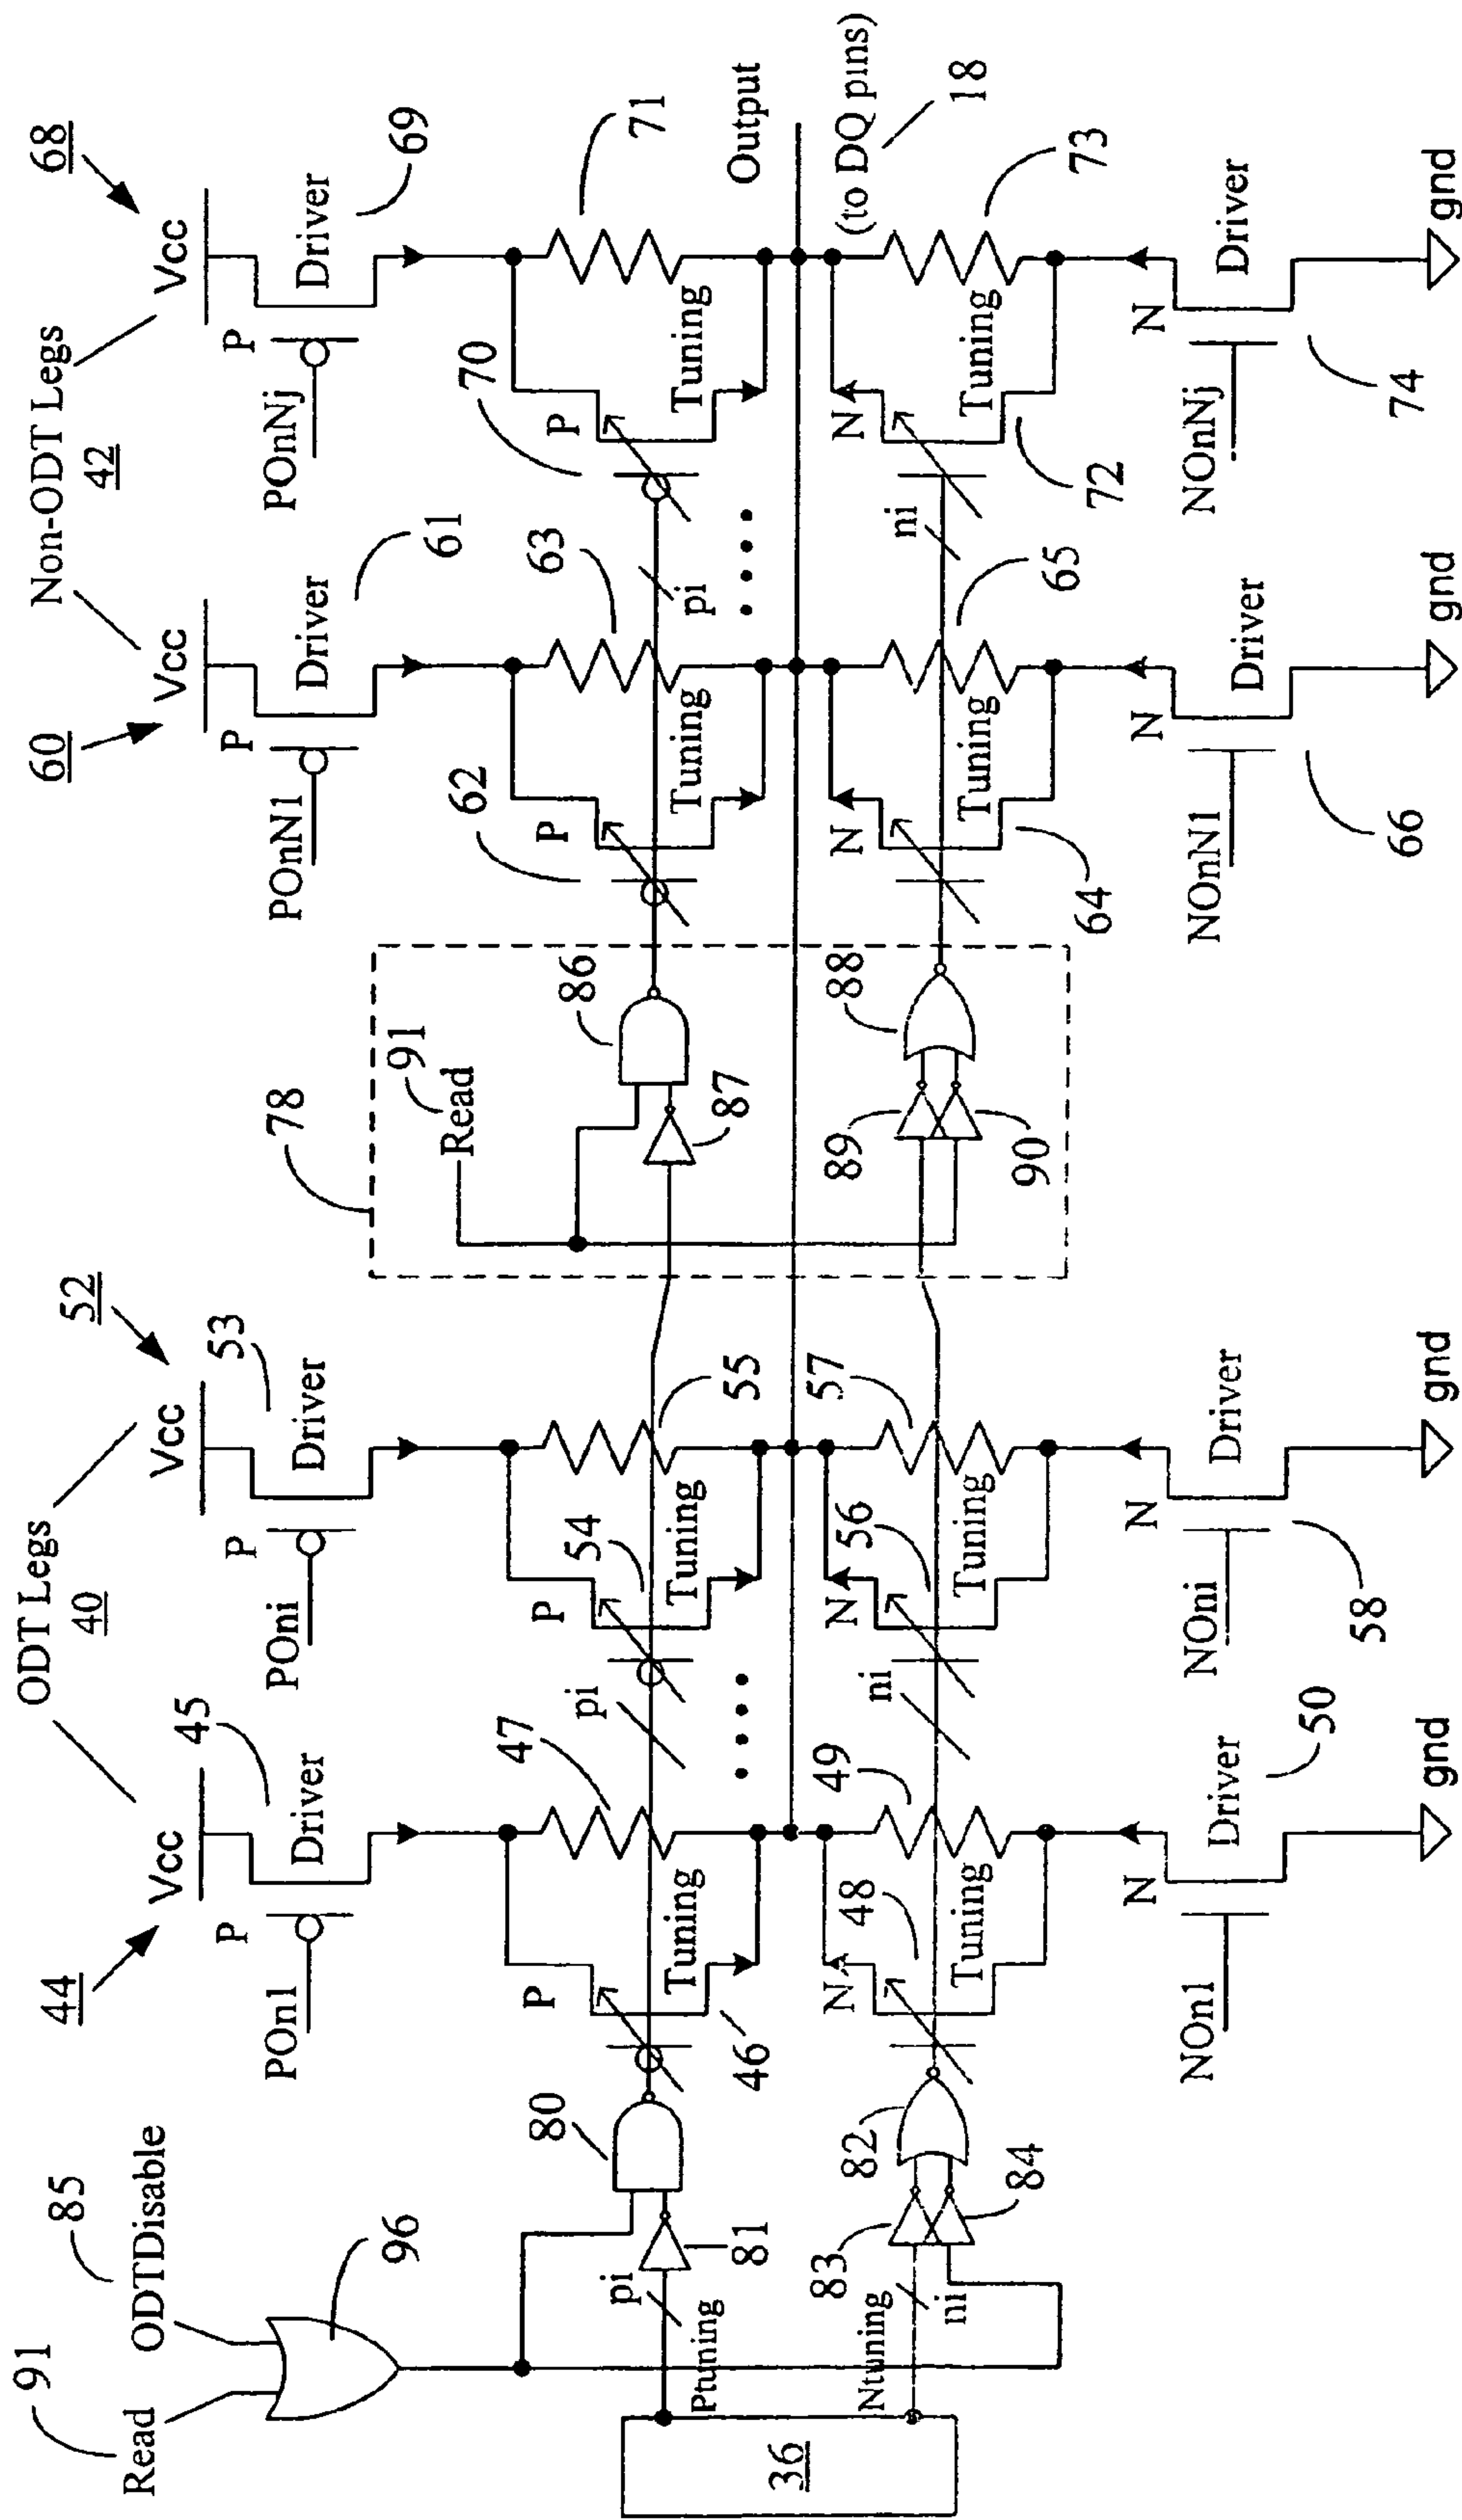 91
Read
85
ODTDisable
96
36
Ptuning
pi
81
80
Ntuning
ni
83
84
82
ODT Legs
40
44
Vcc
45
P
Driver
POn1
P
Tuning
46
47
N
Tuning
48
49
N
Driver
NOn1
50
gnd
52
Vcc
53
P
Driver
POni
pi
P
Tuning
54
55
ni
N
Tuning
56
57
N
Driver
NOni
58
gnd
78
91
Read
86
87
88
89
90
Non-ODT Legs
42
60
Vcc
61
P
Driver
POnN1
62
P
Tuning
63
N
Tuning
64
65
N
Driver
NOnN1
66
gnd
68
Vcc
69
P
Driver
POnNj
70
pi
P
Tuning
71
ni
N
Tuning
72
73
N
Driver
NOnNj
74
gnd
Output
(to DQ pins)
18